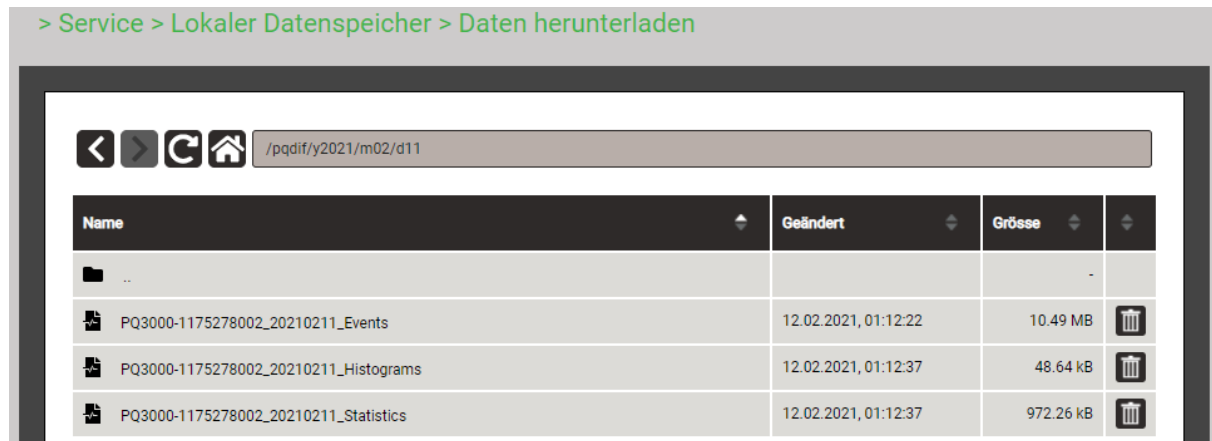 > Service > Lokaler Datenspeicher > Daten herunterladen
/pqdif/y2021/m02/d11
Name Geändert Grösse
.. -
PQ3000-1175278002_20210211_Events 12.02.2021, 01:12:22 10.49 MB
PQ3000-1175278002_20210211_Histograms 12.02.2021, 01:12:37 48.64 kB
PQ3000-1175278002_20210211_Statistics 12.02.2021, 01:12:37 972.26 kB